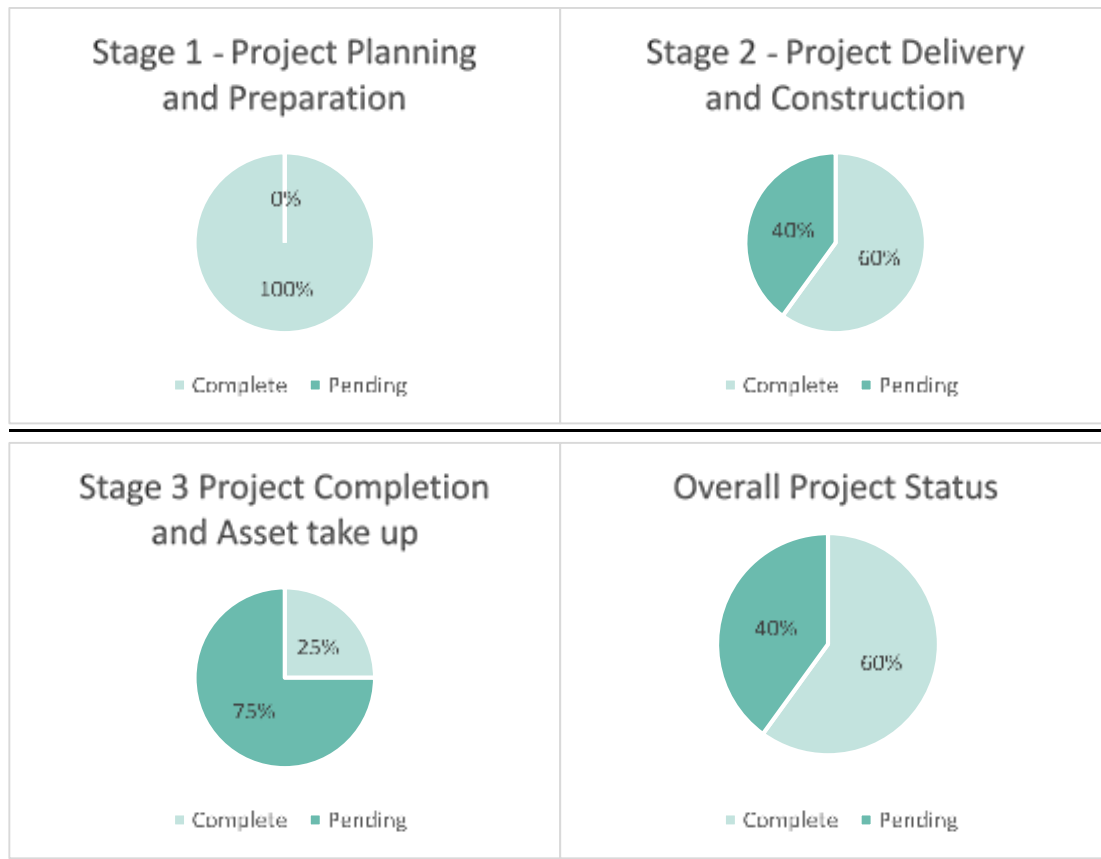 Stage 1 - Project Planning
and Preparation
0%
100%
Complete Pending
Stage 2 - Project Delivery
and Construction
40%
60%
Complete Pending
Stage 3 Project Completion
and Asset take up
25%
75%
Complete Pending
Overall Project Status
40%
60%
Complete Pending